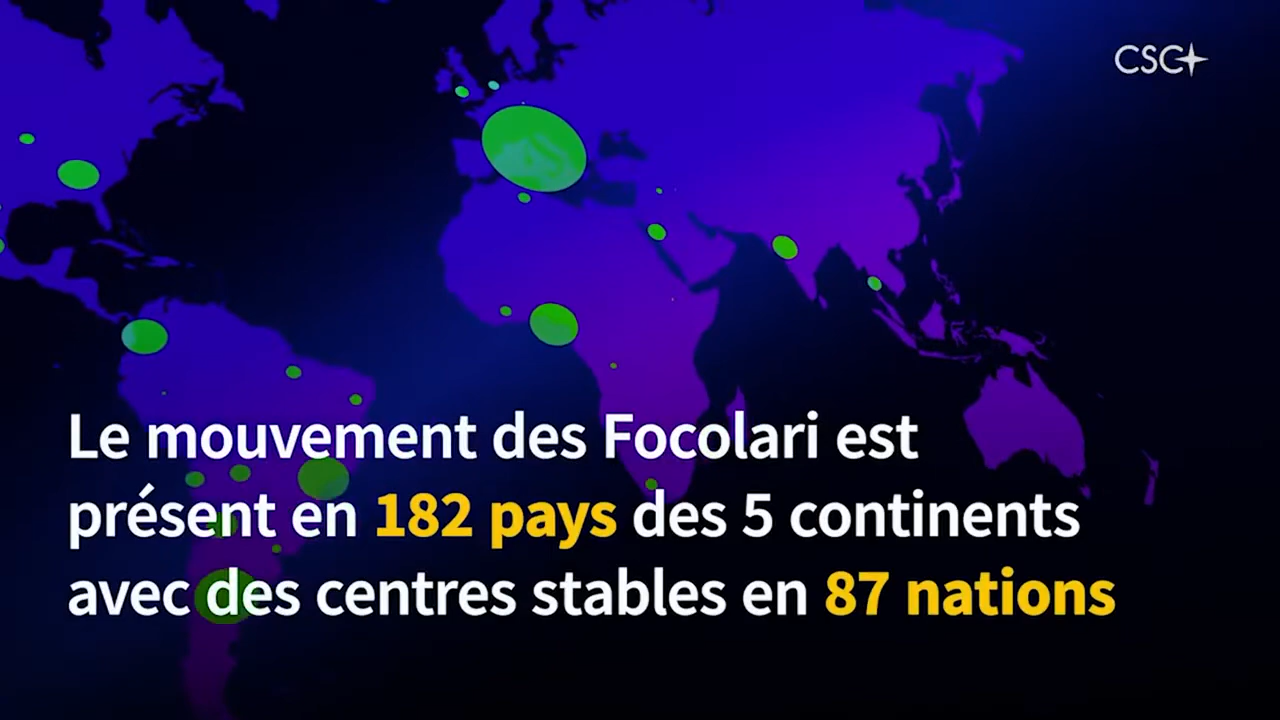 CSC
Le mouvement des Focolari est
présent en 182 pays des 5 continents
avec des centres stables en 87 nations